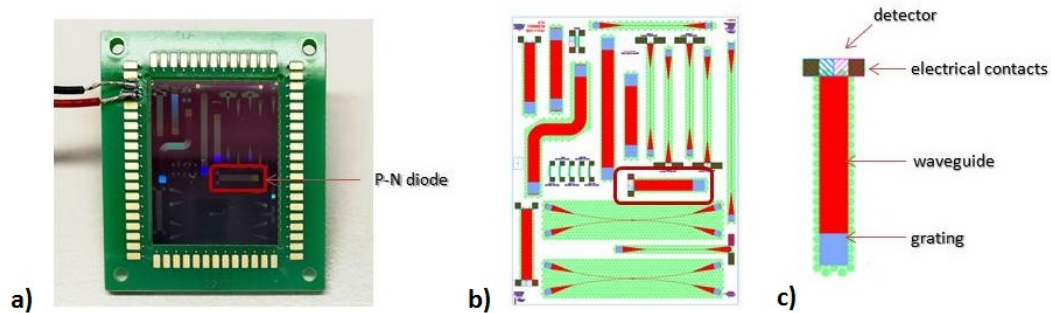 P-N diode
a)
b)
detector
electrical contacts
waveguide
grating
c)